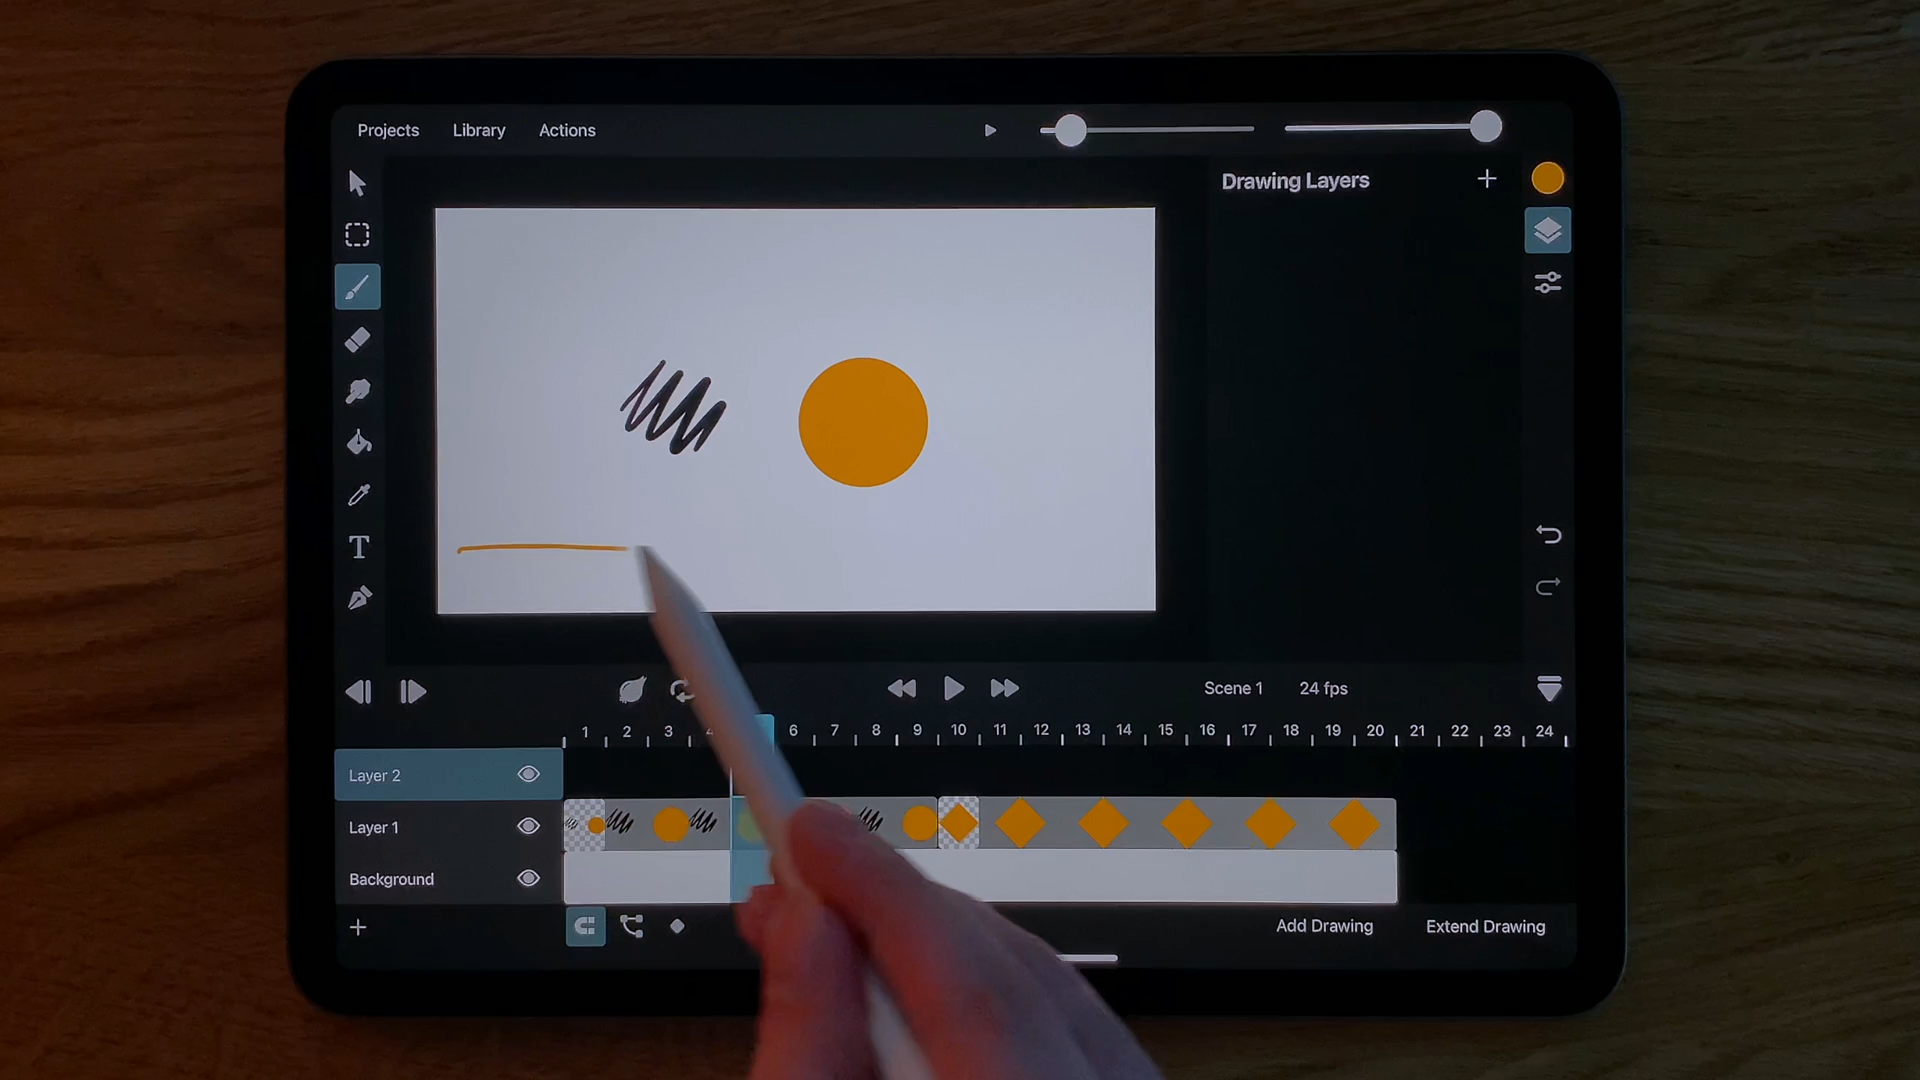 Projects Library Actions
Drawing Layers
T
Scene 1 24 fps
1 2 3 6 7 8 9 10 11 12 13 14 15 16 17 18 19 20 21 22 23 24
Layer 2
Layer 1
Background
Add Drawing Extend Drawing